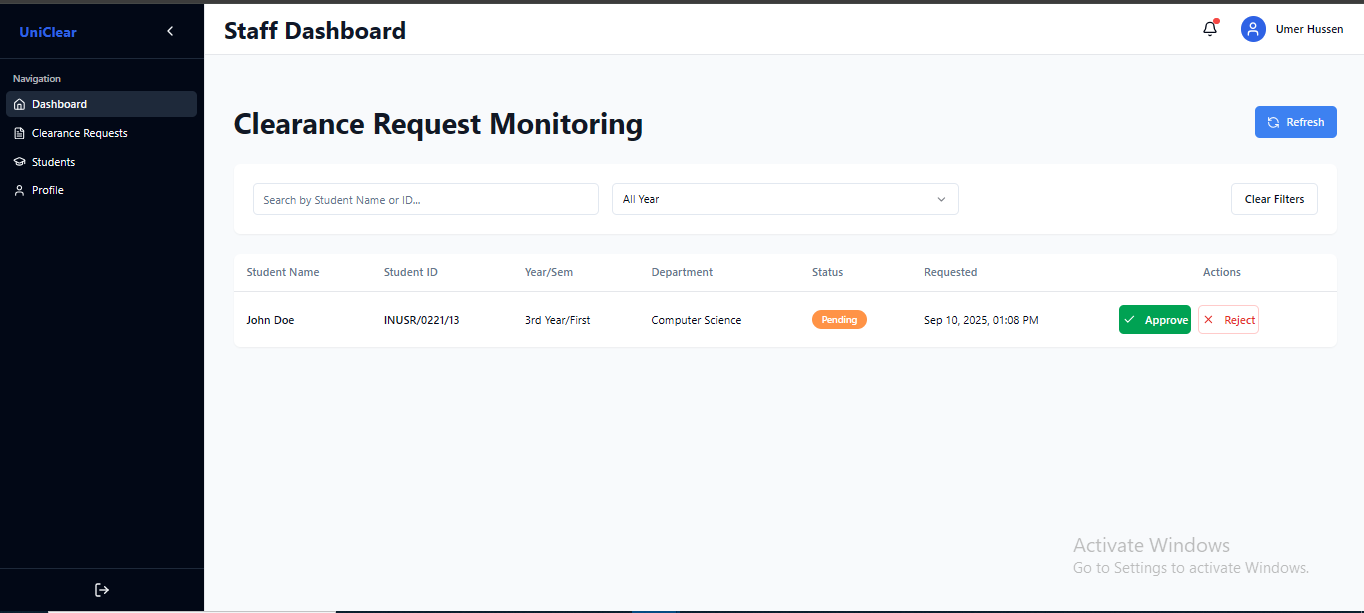 UniClear
Staff Dashboard
Umer Hussen
Navigation
Dashboard
Clearance Requests
Students
Profile
Clearance Request Monitoring
Refresh
Search by Student Name or ID...
All Year
Clear Filters
Student Name Student ID Year/Sem Department Status Requested Actions
John Doe INUSR/0221/13 3rd Year/First Computer Science Pending Sep 10, 2025, 01:08 PM Approve Reject
Activate Windows
Go to Settings to activate Windows.